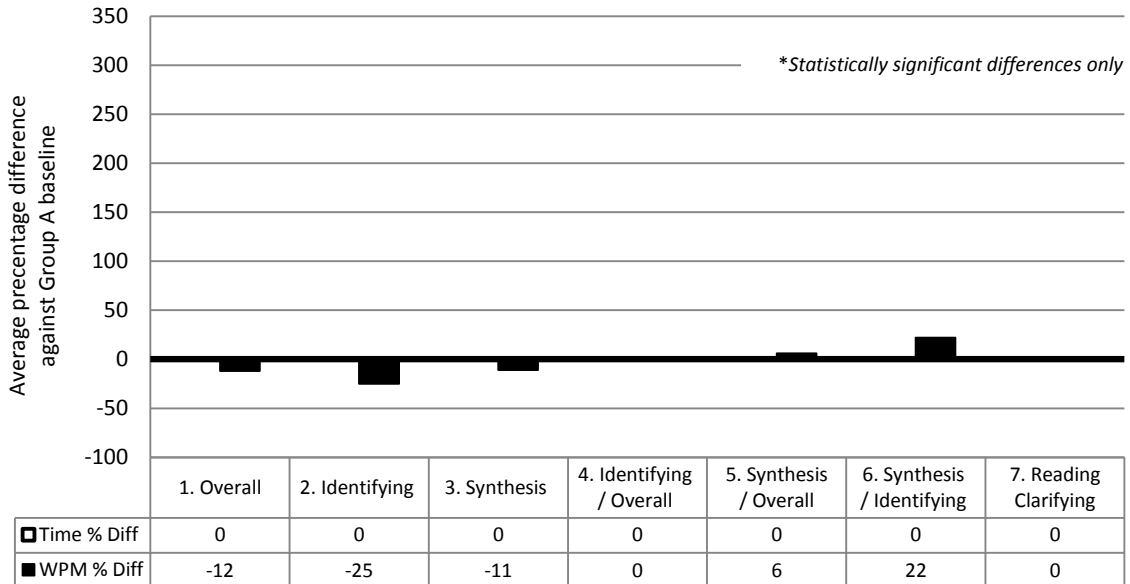 350
300
250
200
150
100
50
0
-50
-100
Average precentage difference
against Group A baseline
*Statistically significant differences only
1. Overall 2. Identifying 3. Synthesis 4. Identifying / Overall 5. Synthesis / Overall 6. Synthesis / Identifying 7. Reading Clarifying
Time % Diff 0 0 0 0 0 0 0
WPM % Diff -12 -25 -11 0 6 22 0